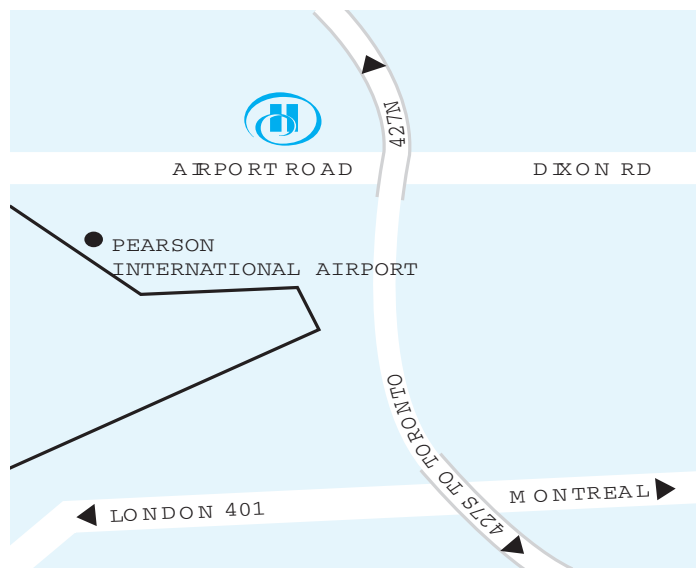 427N
AIRPORT ROAD
DIXON RD
PEARSON
INTERNATIONAL AIRPORT
427S TO TORONTO
LONDON 401
MONTREAL